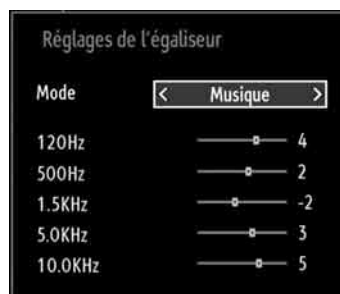 Réglages de l'égaliseur
Mode < Musique >
120Hz 4
500Hz 2
1.5KHz -2
5.0KHz 3
10.0KHz 5